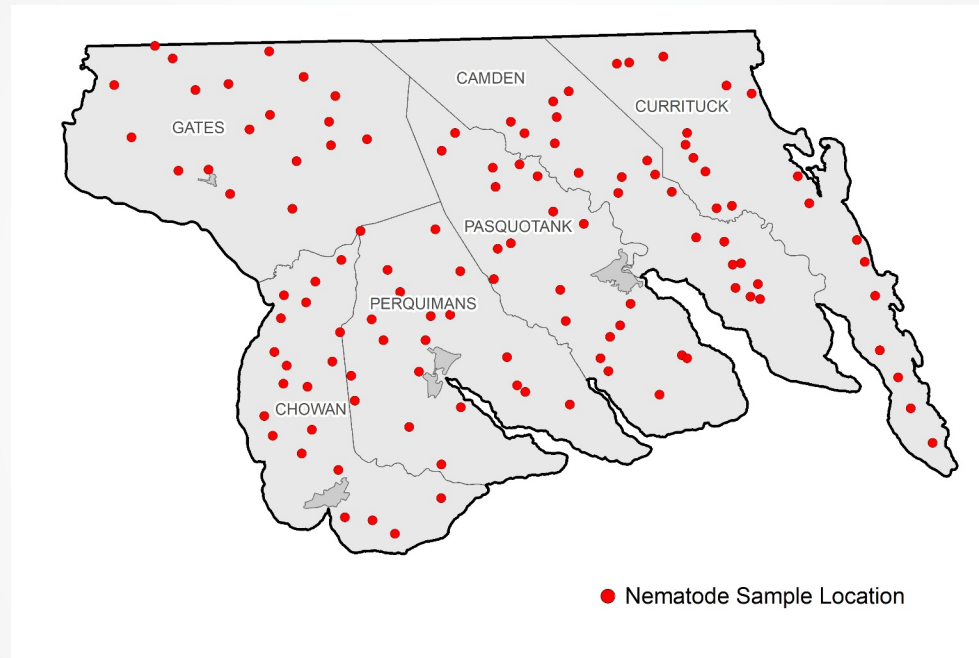 CAMDEN
CURRITUCK
GATES
PASQUOTANK
PERQUIMANS
CHOWAN
Nematode Sample Location